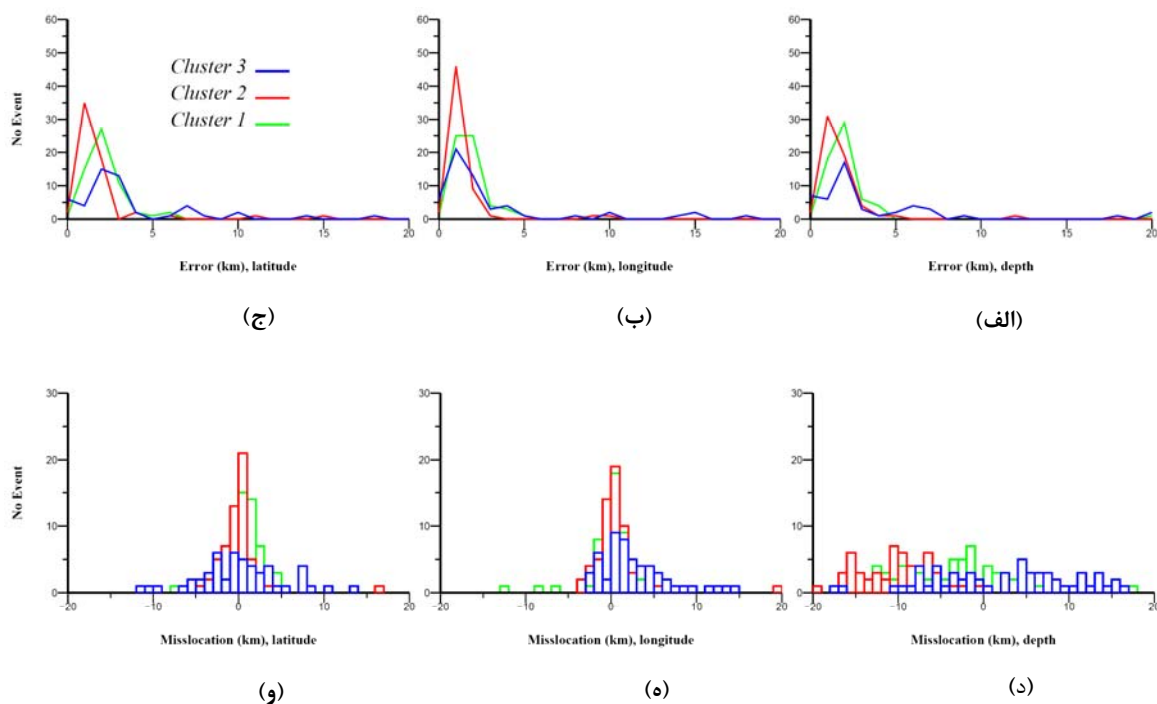 60
50
40
30
20
10
0
0 5 10 15 20
No Event
Cluster 3
Cluster 2
Cluster 1
Error (km), latitude
(ج)
60
50
40
30
20
10
0
0 5 10 15 20
Error (km), longitude
(ب)
60
50
40
30
20
10
0
0 5 10 15 20
Error (km), depth
(الف)
30
20
10
0
−20 −10 0 10 20
No Event
Misslocation (km), latitude
(و)
30
20
10
0
−20 −10 0 10 20
Misslocation (km), longitude
(ه)
30
20
10
0
−20 −10 0 10 20
Misslocation (km), depth
(د)